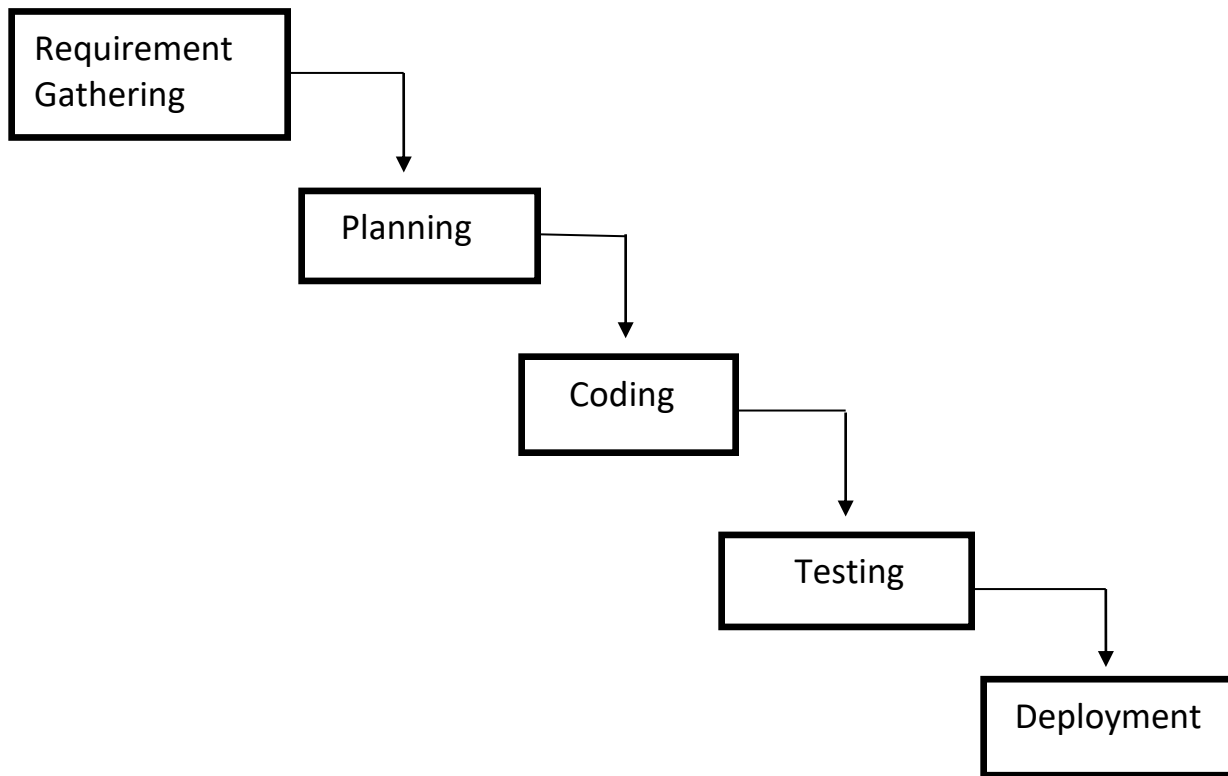 Requirement
Gathering
Planning
Coding
Testing
Deployment